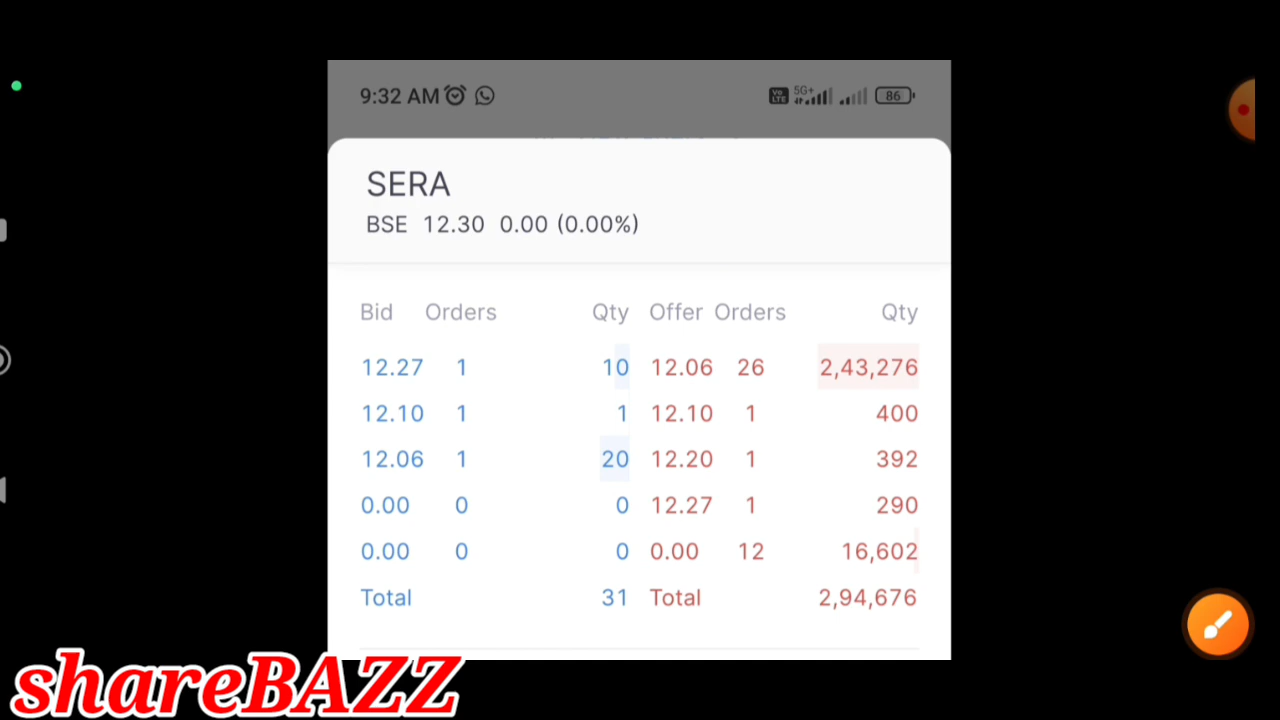 9:32 AM VoLTE 5G+ 86
SERA
BSE 12.30 0.00 (0.00%)
Bid Orders Qty Offer Orders Qty
12.27 1 10 12.06 26 2,43,276
12.10 1 1 12.10 1 400
12.06 1 20 12.20 1 392
0.00 0 0 12.27 1 290
0.00 0 0 0.00 12 16,602
Total 31 Total 2,94,676
shareBAZZ